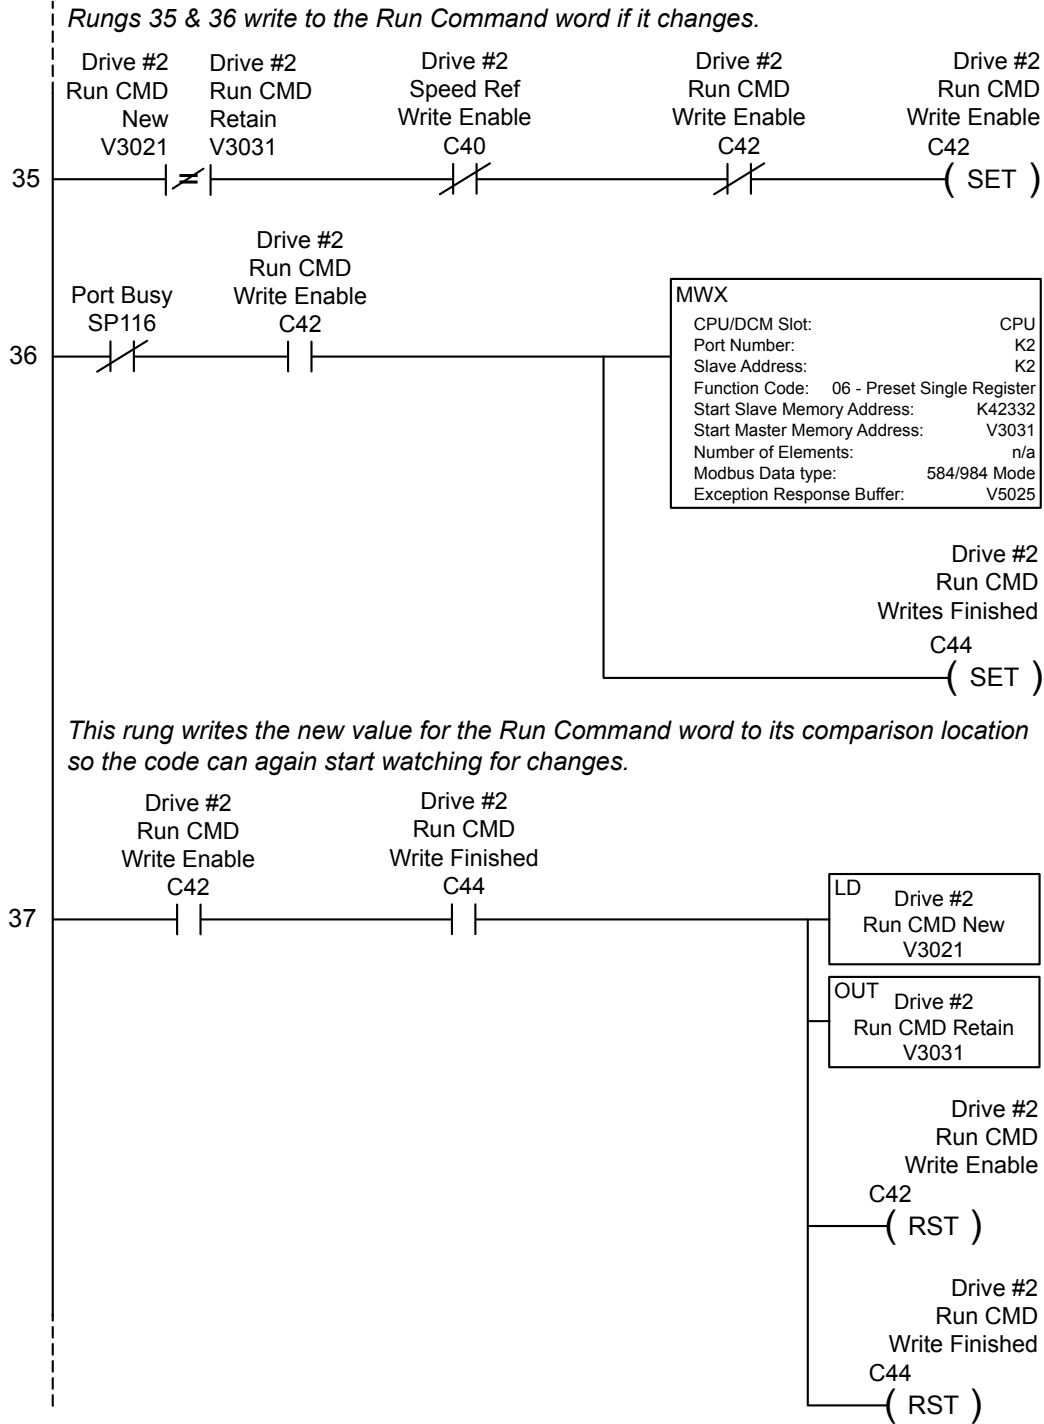 Rungs 35 & 36 write to the Run Command word if it changes.
Drive #2
Run CMD
New
V3021
Drive #2
Run CMD
Retain
V3031
Drive #2
Speed Ref
Write Enable
C40
Drive #2
Run CMD
Write Enable
C42
Drive #2
Run CMD
Write Enable
C42
35
=
( SET )
Port Busy
SP116
Drive #2
Run CMD
Write Enable
C42
36
MWX
CPU/DCM Slot: CPU
Port Number: K2
Slave Address: K2
Function Code: 06 - Preset Single Register
Start Slave Memory Address: K42332
Start Master Memory Address: V3031
Number of Elements: n/a
Modbus Data type: 584/984 Mode
Exception Response Buffer: V5025
Drive #2
Run CMD
Writes Finished
C44
( SET )
This rung writes the new value for the Run Command word to its comparison location
so the code can again start watching for changes.
Drive #2
Run CMD
Write Enable
C42
Drive #2
Run CMD
Write Finished
C44
37
LD
Drive #2
Run CMD New
V3021
OUT
Drive #2
Run CMD Retain
V3031
Drive #2
Run CMD
Write Enable
C42
( RST )
Drive #2
Run CMD
Write Finished
C44
( RST )